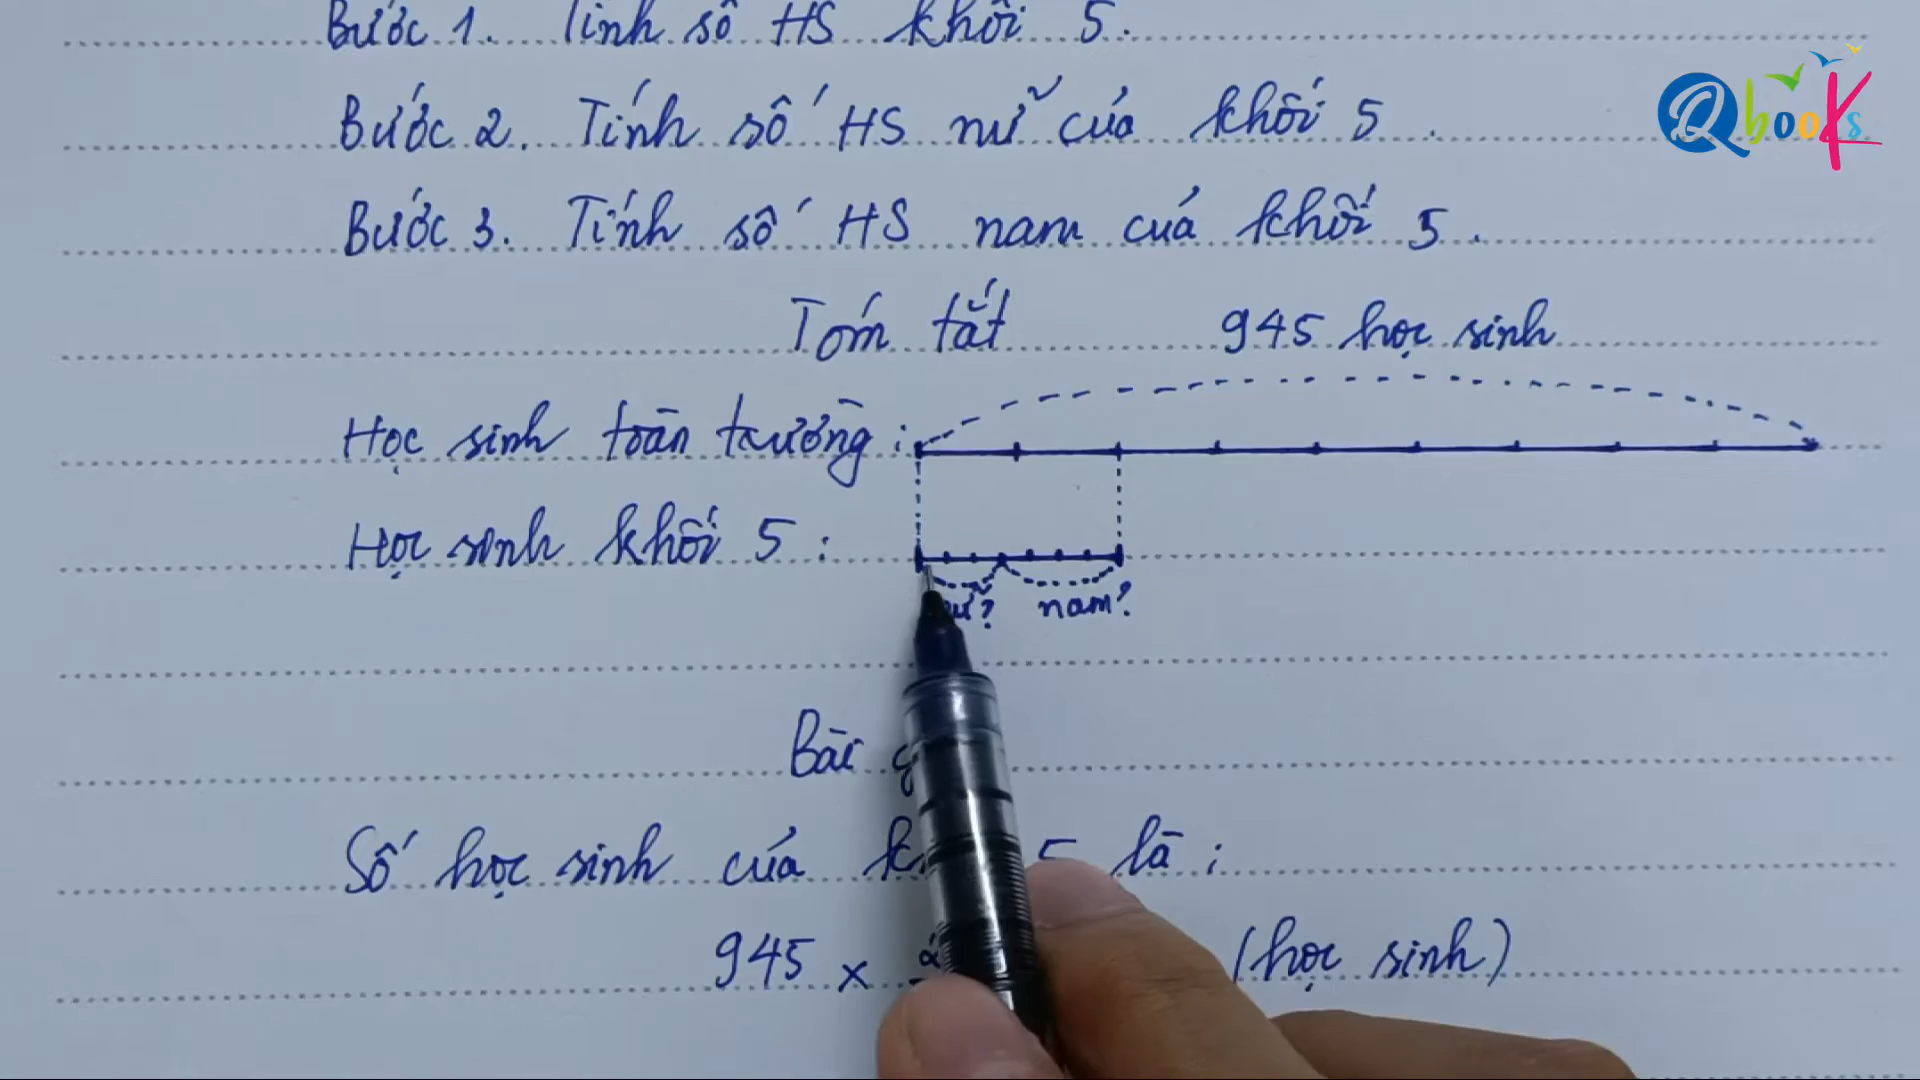 Bước 1. Tính số HS khối 5.
Bước 2. Tính số HS nữ của khối 5.
Bước 3. Tính số HS nam của khối 5.
Tóm tắt 945 học sinh
Học sinh toàn trường:
Học sinh khối 5:
nam?
Bài
Số học sinh của 5 là:
945 × (học sinh)
Qbooks